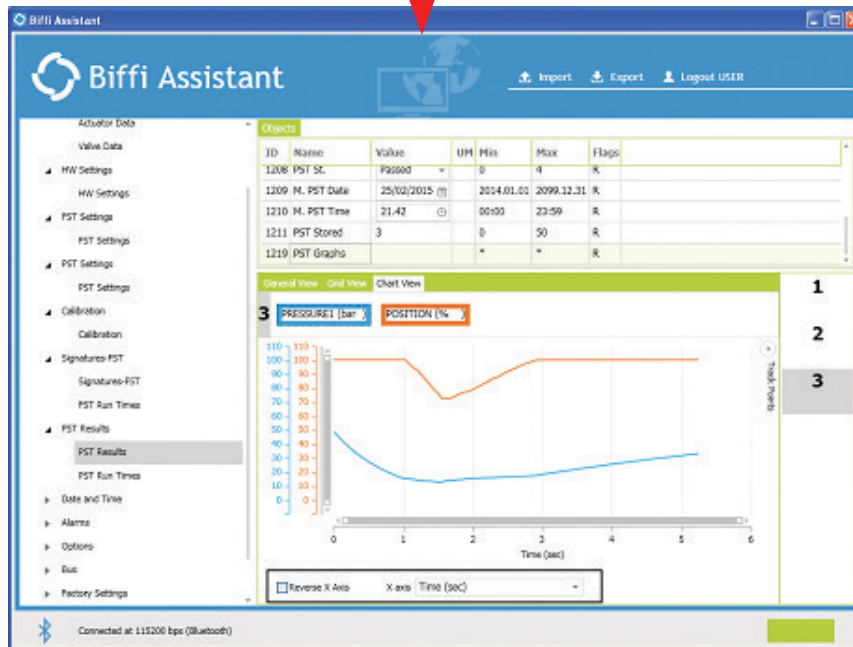 Biffi Assistant
Biffi Assistant
Import Export Logout USER
Actuator Data
Valve Data
HW Settings
HW Settings
FST Settings
FST Settings
PST Settings
PST Settings
Calibration
Calibration
Signatures-FST
Signatures-FST
FST Run Times
PST Results
PST Results
PST Run Times
Date and Time
Alarms
Options
Bus
Factory Settings
Objects
ID Name Value UM Min Max Flags
1208 PST St. Passed 0 4 R
1209 M. PST Date 25/02/2015 2014.01.01 2099.12.31 R
1210 M. PST Time 21.42 00:00 23:59 R
1211 PST Stored 3 0 50 R
1219 PST Graphs * * R
General View Grid View Chart View
3 PRESSURE1 (bar ) POSITION (% )
110 110
100 100
90 90
80 80
70 70
60 60
50 50
40 40
30 30
20 20
10 10
0 0
0 1 2 3 4 5 6
Time (sec)
Track Points
1
2
3
Reverse X Axis X axis Time (sec)
Connected at 115200 bps (Bluetooth)